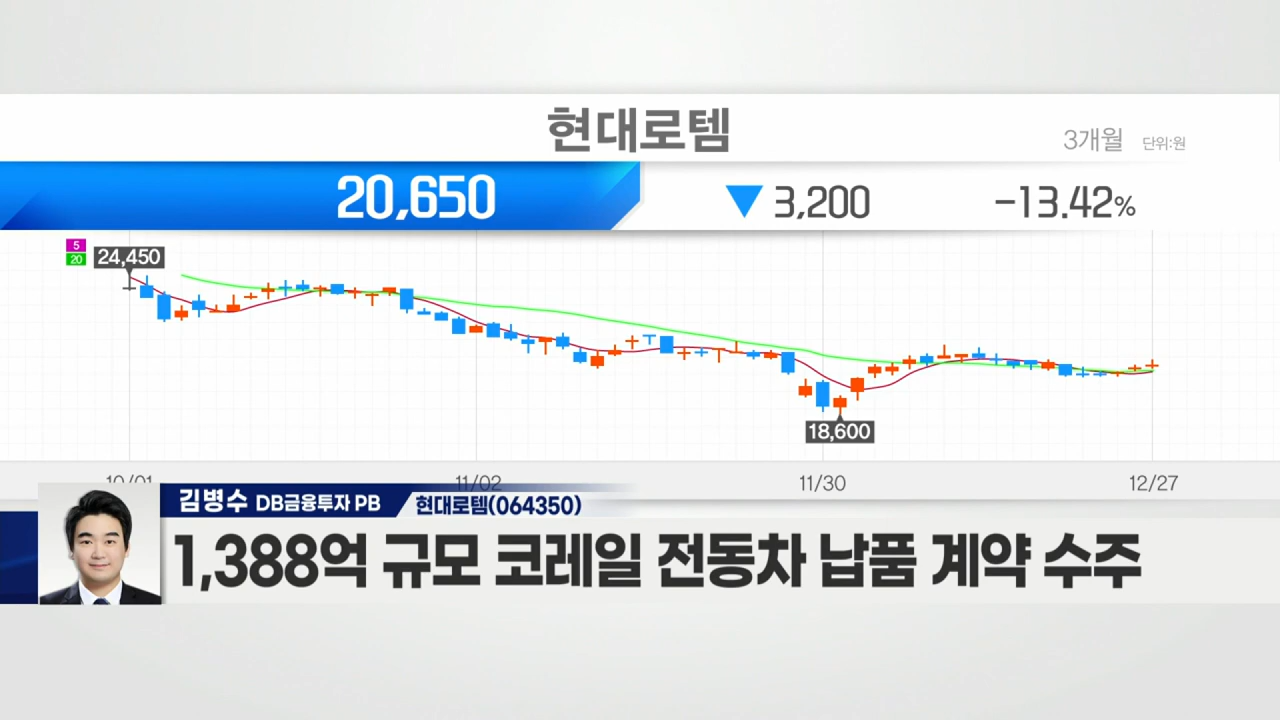 현대로템
3개월 단위:원
20,650 ▼ 3,200 -13.42%
5
20
24,450
18,600
10/01 11/02 11/30 12/27
김병수 DB금융투자 PB 현대로템(064350)
1,388억 규모 코레일 전동차 납품 계약 수주